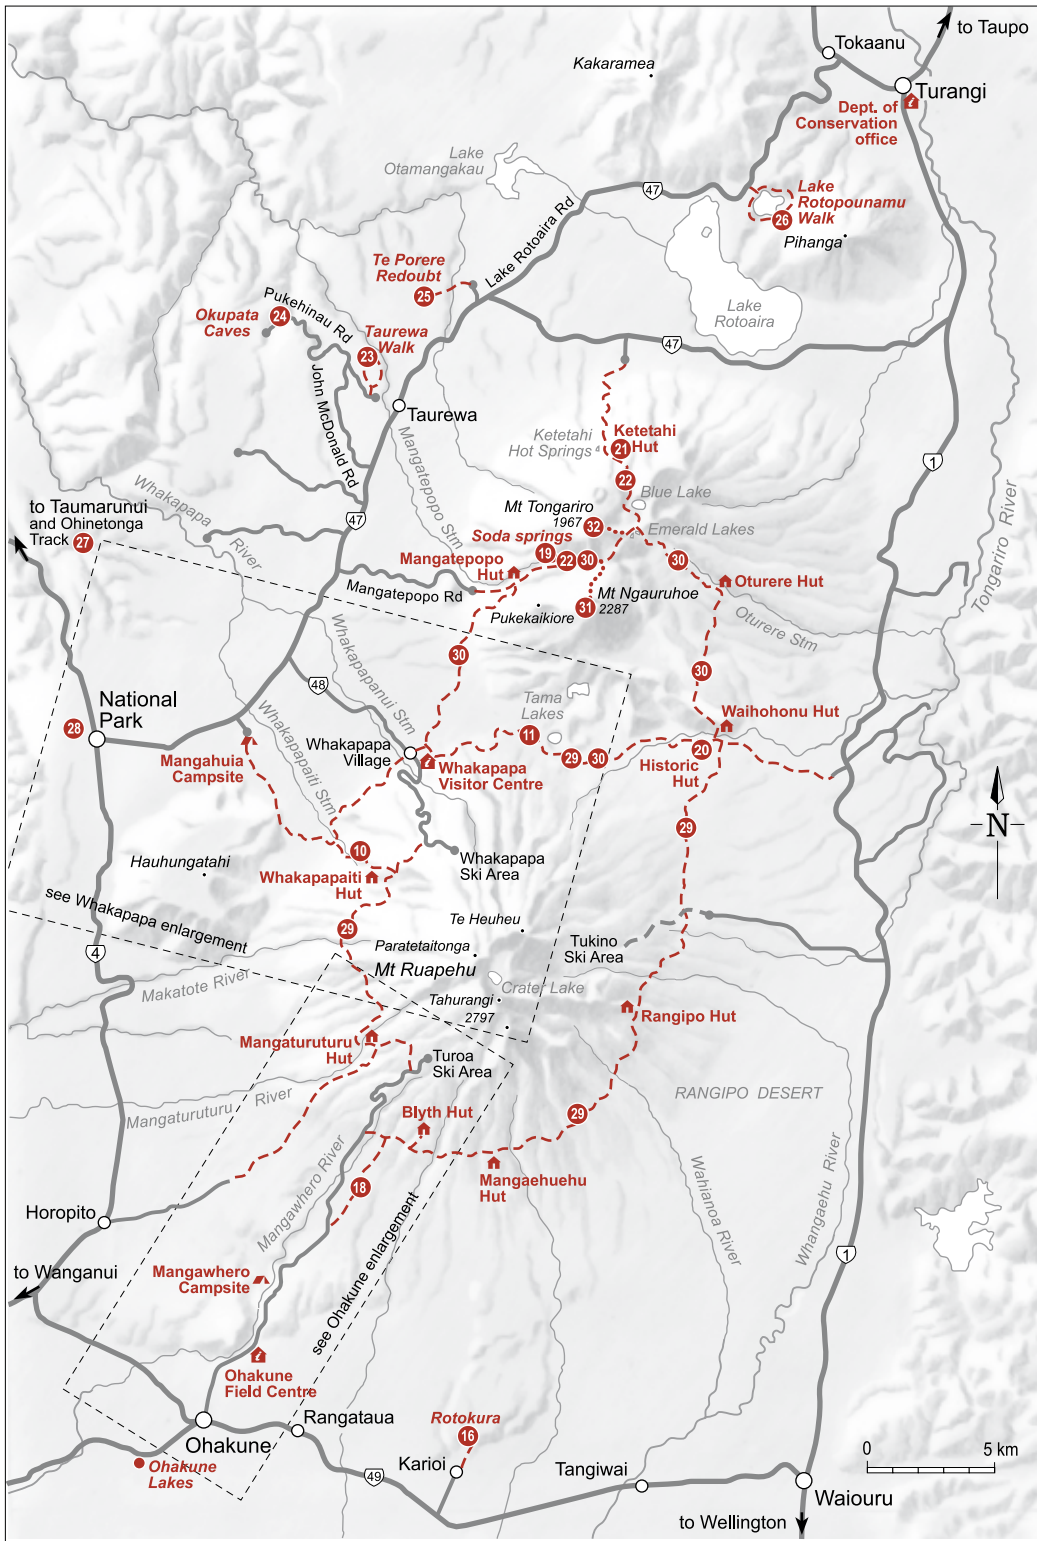 to Taupo
Tokaanu
Kakaramea
Turangi
Dept. of
Conservation
office
Lake
Otamangakau
47
Lake
Rotopounamu
Walk
26
Pihanga
Lake Rotoaira Rd
Te Porere
Redoubt
25
Okupata
Caves
24
Pukehinau Rd
Taurewa
Walk
23
Lake
Rotoaira
47
John McDonald Rd
Taurewa
Ketetahi
Hot Springs
Ketetahi
Hut
21
22
1
Mangatepopo Stm
Whakapapa
River
Blue Lake
to Taumarunui
and Ohinetonga
Track 27
47
Mt Tongariro
1967
32
Emerald Lakes
Soda springs
19
22
30
30
Mangatepopo
Hut
Mangatepopo Rd
Oturere Hut
Mt Ngauruhoe
2287
31
Pukekaikiore
Oturere Stm
Tongariro River
Whakapapanui Stm
30
30
48
National
Park
28
Tama
Lakes
Waihohonu Hut
11
29
30
20
Historic
Hut
Whakapapa
Village
Whakapapa
Visitor Centre
Mangahuia
Campsite
Whakapapaiti Stm
N
29
10
Whakapapa
Ski Area
Hauhungatahi
Whakapapaiti
Hut
see Whakapapa enlargement
29
Te Heuheu
Tukino
Ski Area
4
Paratetaitonga
Mt Ruapehu
Makatote River
Crater Lake
Tahurangi
2797
Rangipo Hut
Mangaturuturu
Hut
Turoa
Ski Area
RANGIPO DESERT
Mangaturuturu River
Blyth Hut
29
Mangaehuehu
Hut
Mangawhero River
18
Wahianoa River
Whangaehu River
Horopito
see Ohakune enlargement
1
to Wanganui
Mangawhero
Campsite
Ohakune
Field Centre
Rangataua
Ohakune
Rotokura
16
Ohakune
Lakes
Karioi
49
Tangiwai
0 5 km
Waiouru
to Wellington